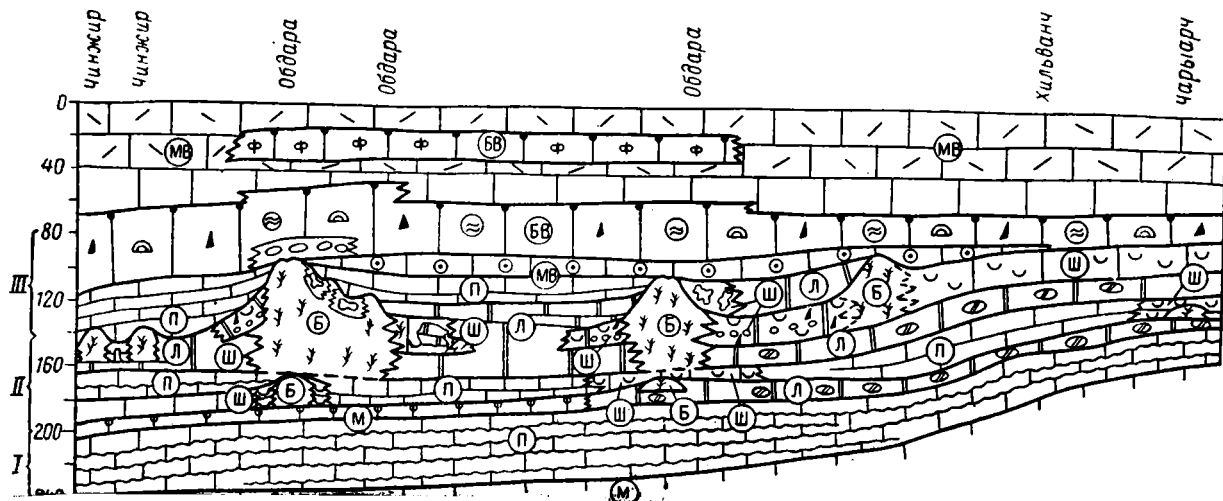 Чинжир
Чинжир
Обдара
Обдара
Обдара
Хильванч
Чарыарч
0
МВ
БВ
МВ
40
БВ
80
МВ
Ш
Ш
III
П
Ш
Л
Б
120
П
Б
Ш
Л
Б
Л
П
Л
Ш
Ш
160
П
Ш
Б
П
Л
II
Ш
Б
Ш
М
200
П
I
М